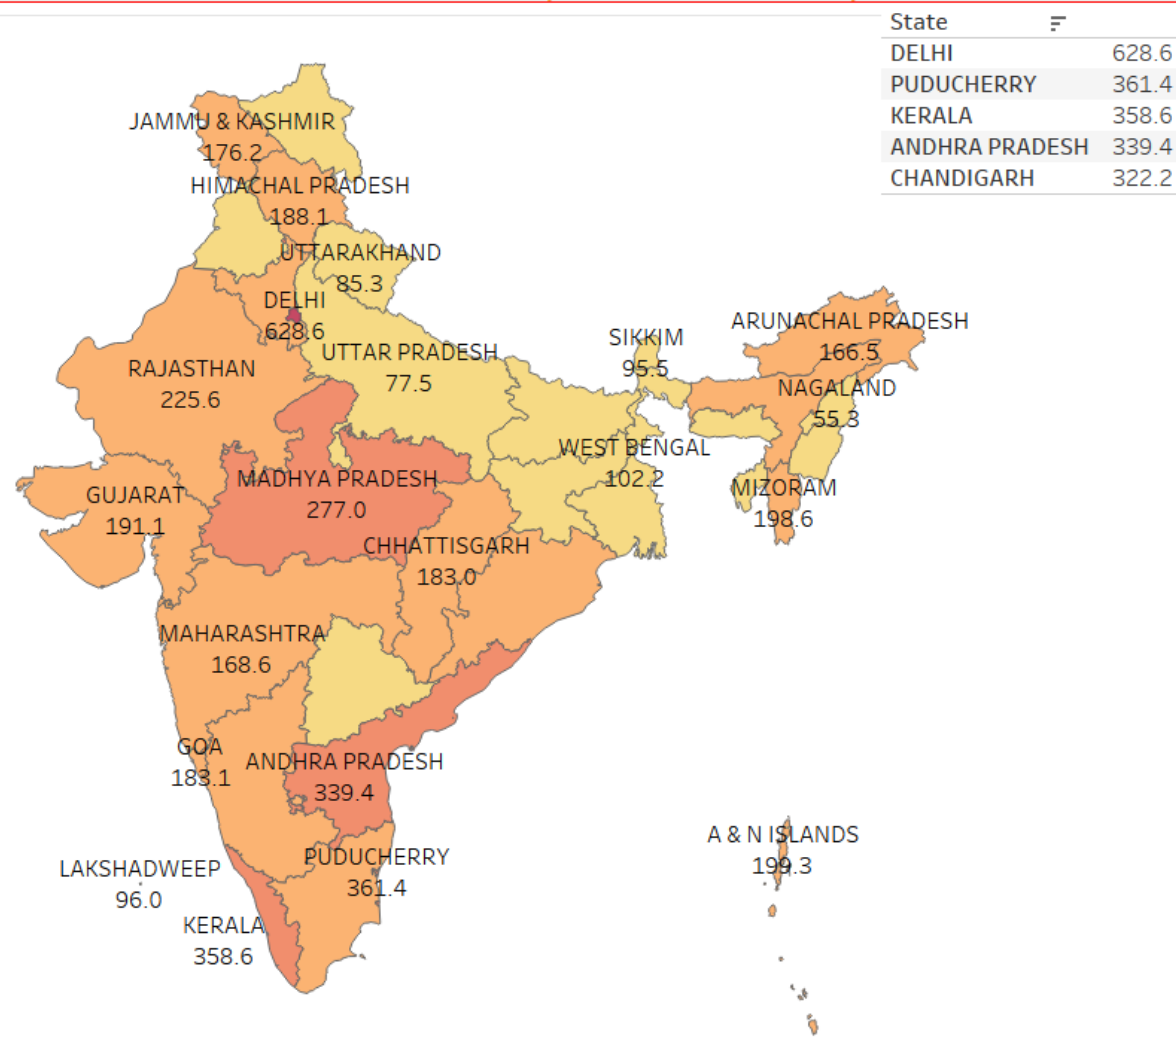 State
DELHI 628.6
PUDUCHERRY 361.4
KERALA 358.6
ANDHRA PRADESH 339.4
CHANDIGARH 322.2
JAMMU & KASHMIR
176.2
HIMACHAL PRADESH
188.1
UTTARAKHAND
85.3
DELHI
628.6
ARUNACHAL PRADESH
166.5
SIKKIM
95.5
UTTAR PRADESH
77.5
RAJASTHAN
225.6
NAGALAND
55.3
WEST BENGAL
102.2
MADHYA PRADESH
277.0
MIZORAM
198.6
GUJARAT
191.1
CHHATTISGARH
183.0
MAHARASHTRA
168.6
GOA
183.1
ANDHRA PRADESH
339.4
A & N ISLANDS
199.3
PUDUCHERRY
361.4
LAKSHADWEEP
96.0
KERALA
358.6